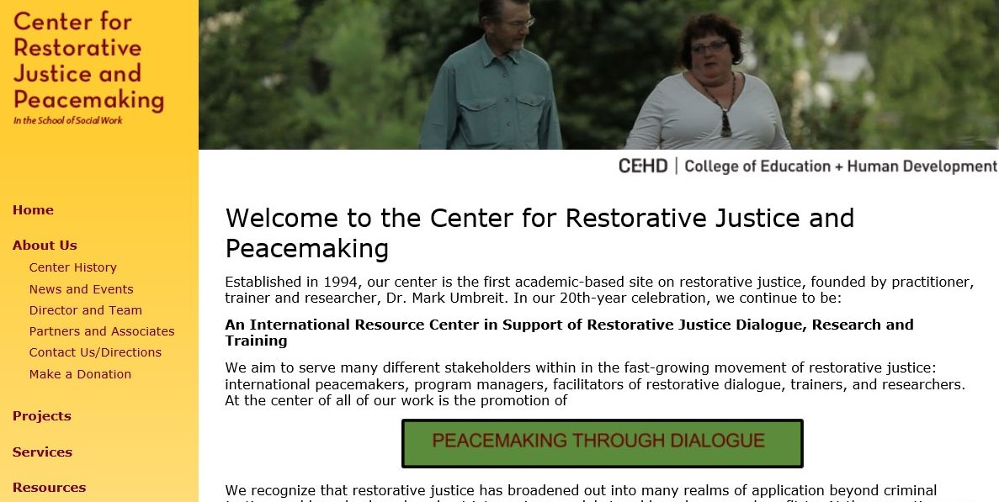 Center for
Restorative
Justice and
Peacemaking
In the School of Social Work
CEHD | College of Education + Human Development
Home
About Us
Center History
News and Events
Director and Team
Partners and Associates
Contact Us/Directions
Make a Donation
Projects
Services
Resources
Welcome to the Center for Restorative Justice and
Peacemaking
Established in 1994, our center is the first academic-based site on restorative justice, founded by practitioner,
trainer and researcher, Dr. Mark Umbreit. In our 20th-year celebration, we continue to be:
An International Resource Center in Support of Restorative Justice Dialogue, Research and
Training
We aim to serve many different stakeholders within in the fast-growing movement of restorative justice:
international peacemakers, program managers, facilitators of restorative dialogue, trainers, and researchers.
At the center of all of our work is the promotion of
PEACEMAKING THROUGH DIALOGUE
We recognize that restorative justice has broadened out into many realms of application beyond criminal